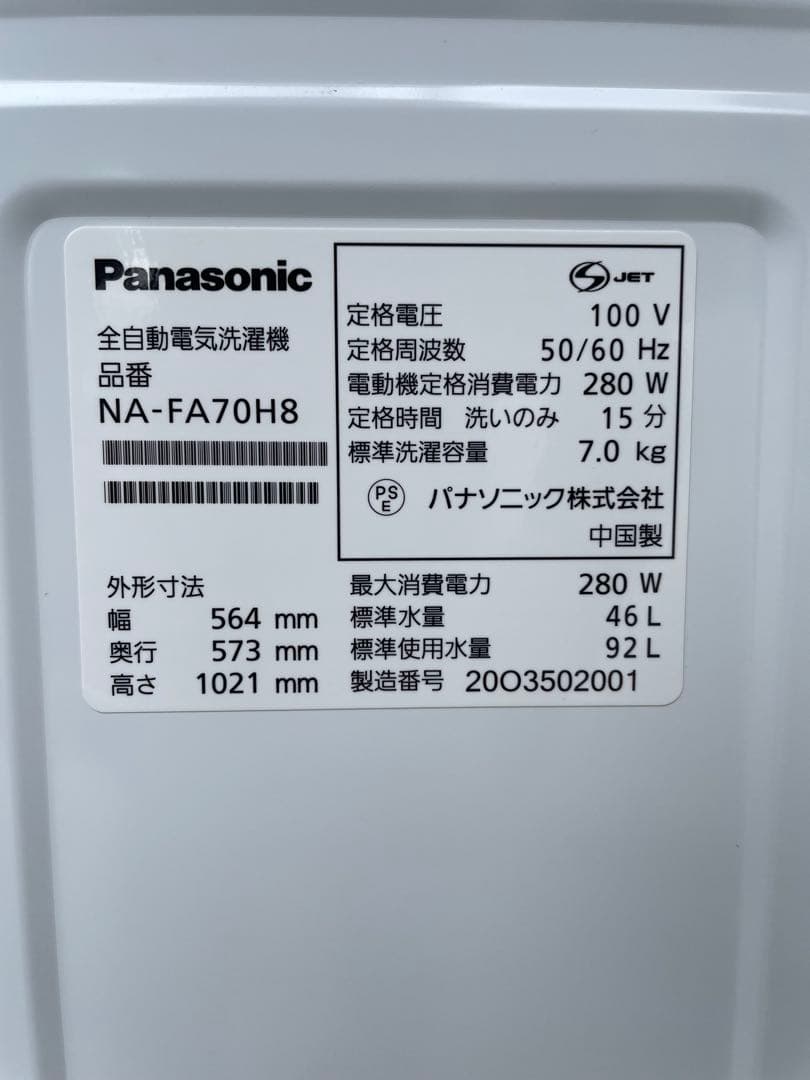 Panasonic
全自動電気洗濯機
品番
NA-FA70H8
JET
定格電圧 100 V
定格周波数 50/60 Hz
電動機定格消費電力 280 W
定格時間 洗いのみ 15 分
標準洗濯容量 7.0 kg
PS
E
パナソニック株式会社
中国製
外形寸法
幅 564 mm
奥行 573 mm
高さ 1021 mm
最大消費電力 280 W
標準水量 46 L
標準使用水量 92 L
製造番号 20O3502001